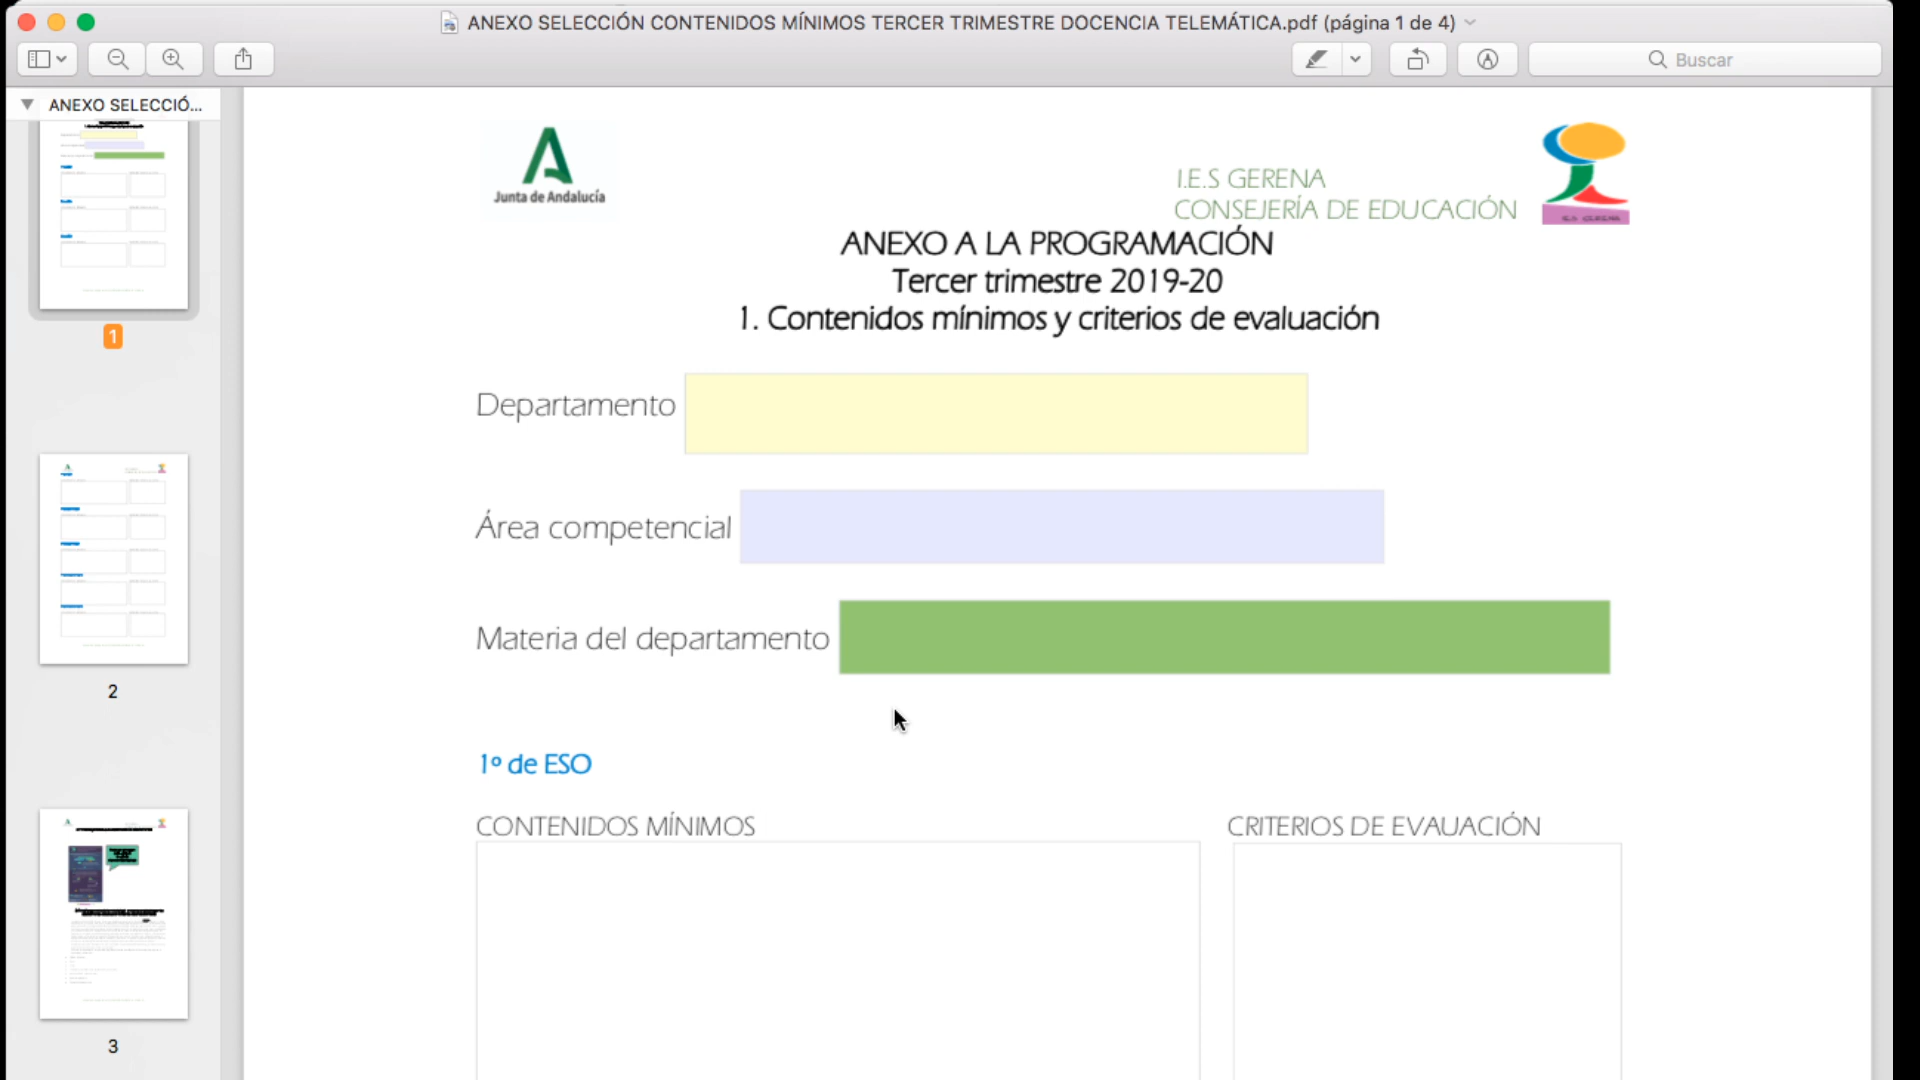 ANEXO SELECCIÓN CONTENIDOS MÍNIMOS TERCER TRIMESTRE DOCENCIA TELEMÁTICA.pdf (página 1 de 4)
Buscar
ANEXO SELECCIÓ...
1
2
3
Junta de Andalucía
I.E.S GERENA
CONSEJERÍA DE EDUCACIÓN
I.E.S. GERENA
ANEXO A LA PROGRAMACIÓN
Tercer trimestre 2019-20
1. Contenidos mínimos y criterios de evaluación
Departamento
Área competencial
Materia del departamento
1º de ESO
CONTENIDOS MÍNIMOS
CRITERIOS DE EVAUACIÓN